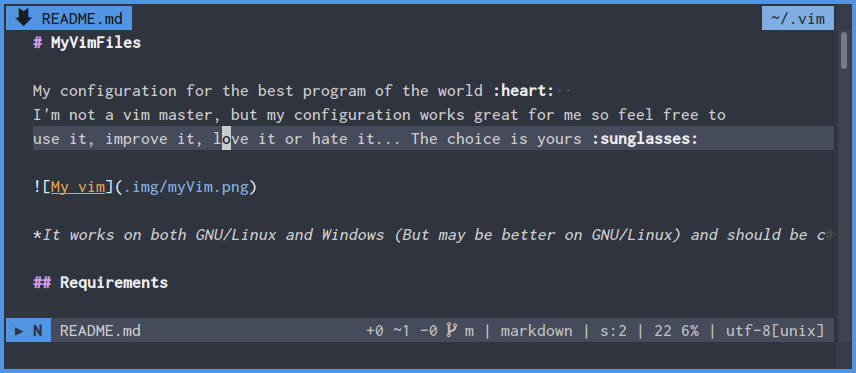 README.md ~/.vim
# MyVimFiles
My configuration for the best program of the world :heart:··
I'm not a vim master, but my configuration works great for me so feel free to
use it, improve it, love it or hate it... The choice is yours :sunglasses:
![My vim](.img/myVim.png)
*It works on both GNU/Linux and Windows (But may be better on GNU/Linux) and should be c#
## Requirements
► N README.md +0 ~1 -0 m | markdown | s:2 | 22 6% | utf-8[unix]